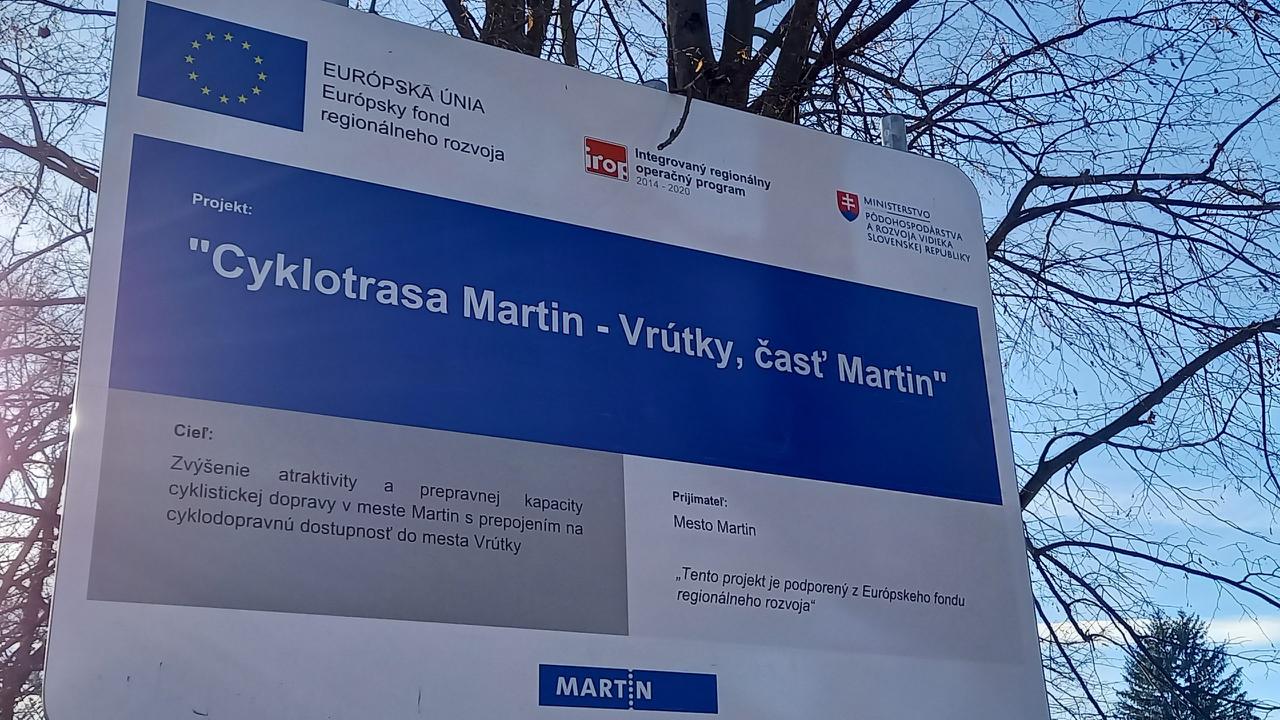 EURÓPSKA ÚNIA
Európsky fond
regionálneho rozvoja
irop
Integrovaný regionálny
operačný program
2014 - 2020
MINISTERSTVO
PÔDOHOSPODÁRSTVA
A ROZVOJA VIDIEKA
SLOVENSKEJ REPUBLIKY
Projekt:
"Cyklotrasa Martin - Vrútky, časť Martin"
Cieľ:
Zvýšenie atraktivity a prepravnej kapacity
cyklistickej dopravy v meste Martin s prepojením na
cyklodopravnú dostupnosť do mesta Vrútky
Prijímateľ:
Mesto Martin
„Tento projekt je podporený z Európskeho fondu
regionálneho rozvoja“
MARTIN